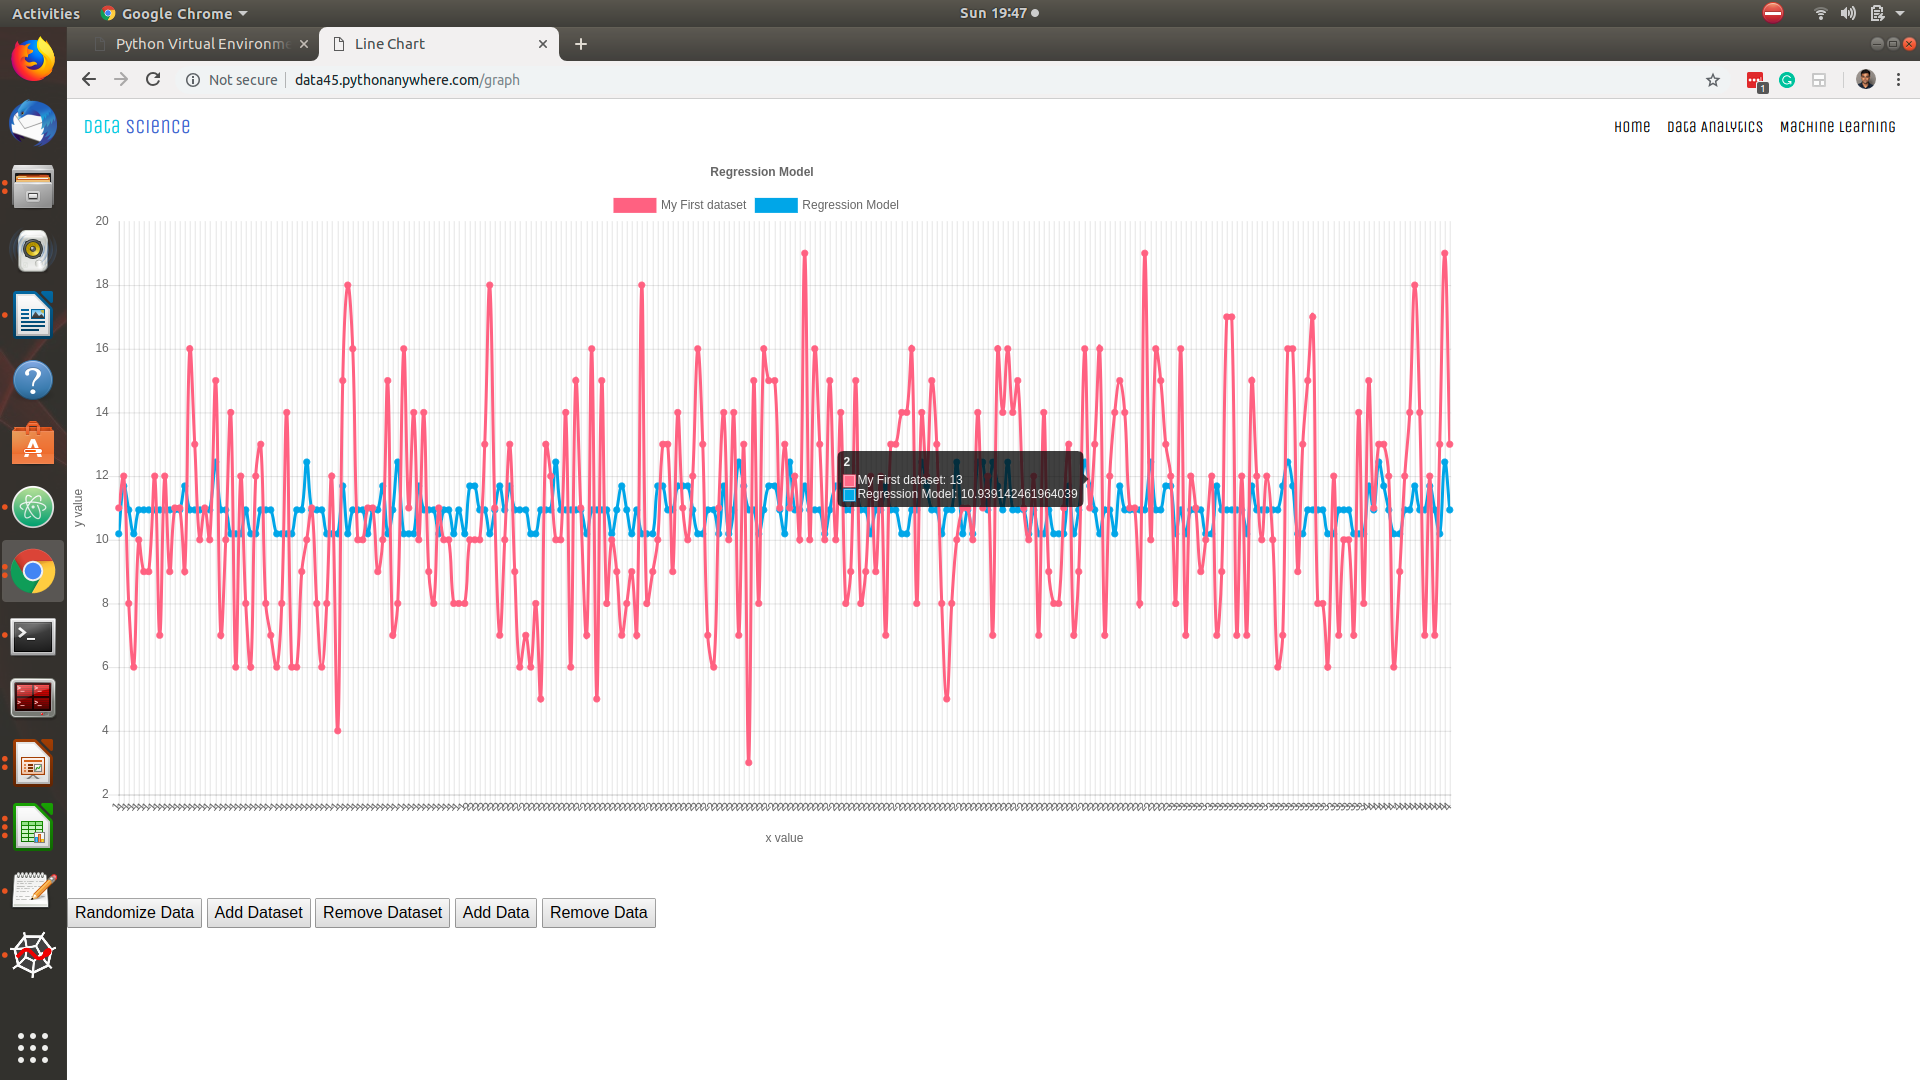 Activities
Google Chrome
Sun 19:47
Python Virtual Environme
Line Chart
Not secure
data45.pythonanywhere.com/graph
1
Data Science
Home
Data Analytics
Machine Learning
Regression Model
My First dataset
Regression Model
20
18
16
14
12
10
8
6
4
2
y value
2
My First dataset: 13
Regression Model: 10.939142461964039
x value
Randomize Data
Add Dataset
Remove Dataset
Add Data
Remove Data